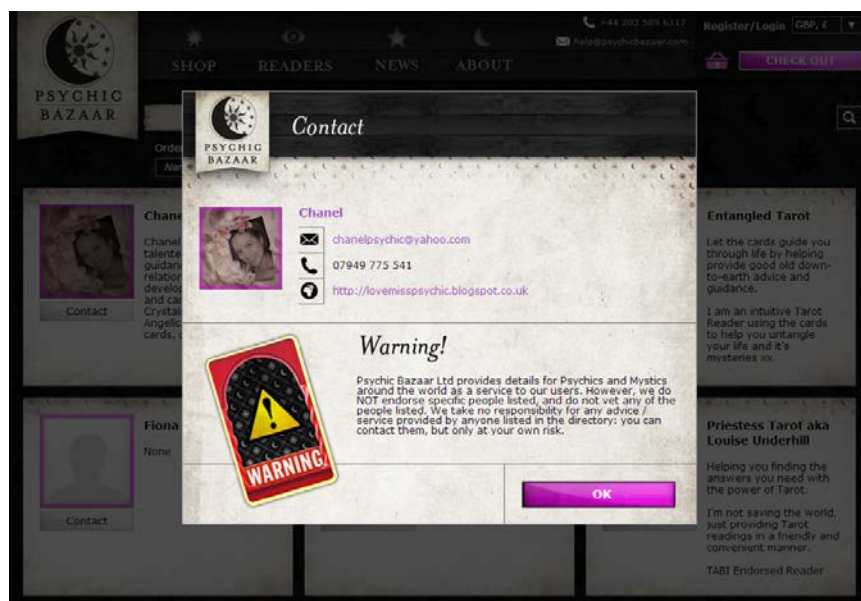 +44 203 589 6117
Register/Login
GBP, £
help@psychicbazaar.com
SHOP
READERS
NEWS
ABOUT
CHECK OUT
PSYCHIC
BAZAAR
Contact
PSYCHIC
BAZAAR
Chanel
chanelpsychic@yahoo.com
07949 775 541
http://lovemisspsychic.blogspot.co.uk
Warning!
Psychic Bazaar Ltd provides details for Psychics and Mystics
around the world as a service to our users. However, we do
NOT endorse specific people listed, and do not vet any of the
people listed. We take no responsibility for any advice /
service provided by anyone listed in the directory: you can
contact them, but only at your own risk.
WARNING
OK
Contact
Entangled Tarot
Let the cards guide you
through life by helping
provide good old down-
to-earth advice and
guidance.
I am an intuitive Tarot
Reader using the cards
to help you untangle
your life and it's
mysteries xx
Fiona
None
Contact
Priestess Tarot aka
Louise Underhill
Helping you finding the
answers you need with
the power of Tarot.
I'm not saving the world,
just providing Tarot
readings in a friendly and
convenient manner.
TABI Endorsed Reader